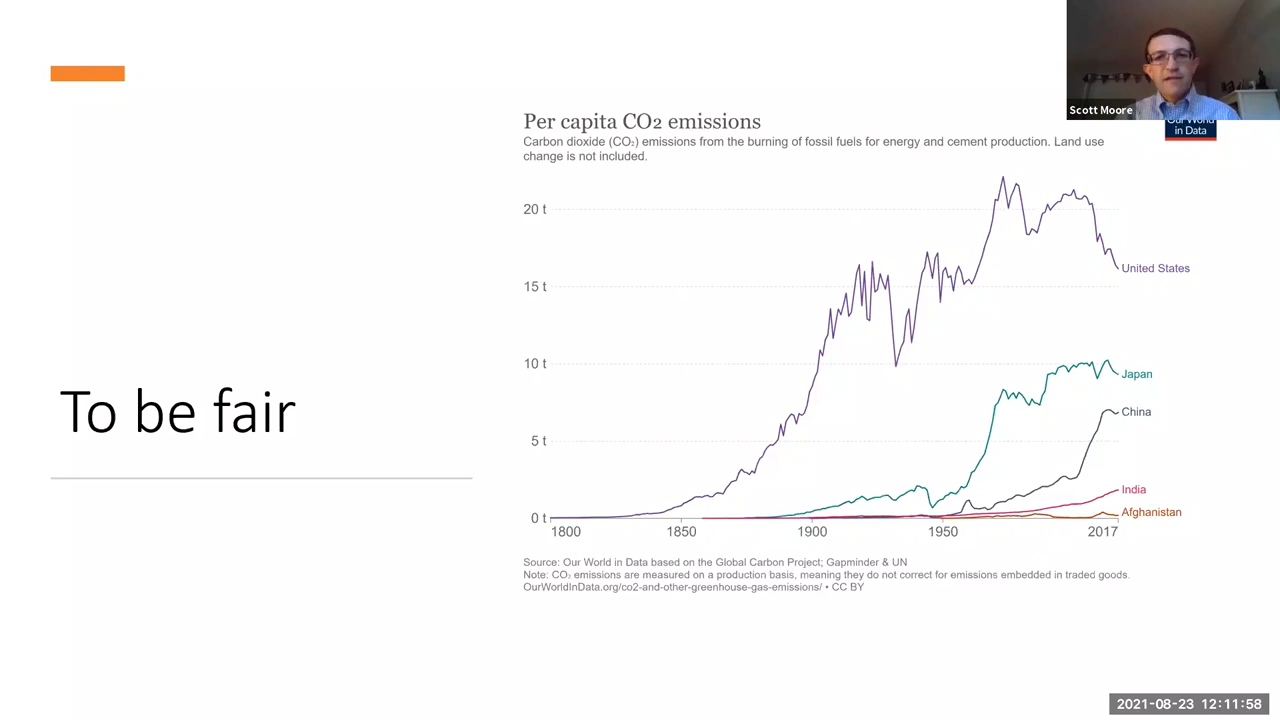 Scott Moore
Our World
in Data
Per capita CO2 emissions
Carbon dioxide (CO₂) emissions from the burning of fossil fuels for energy and cement production. Land use
change is not included.
20 t
15 t
10 t
5 t
0 t
United States
Japan
China
India
Afghanistan
1800
1850
1900
1950
2017
To be fair
Source: Our World in Data based on the Global Carbon Project; Gapminder & UN
Note: CO₂ emissions are measured on a production basis, meaning they do not correct for emissions embedded in traded goods.
OurWorldInData.org/co2-and-other-greenhouse-gas-emissions/ • CC BY
2021-08-23 12:11:58